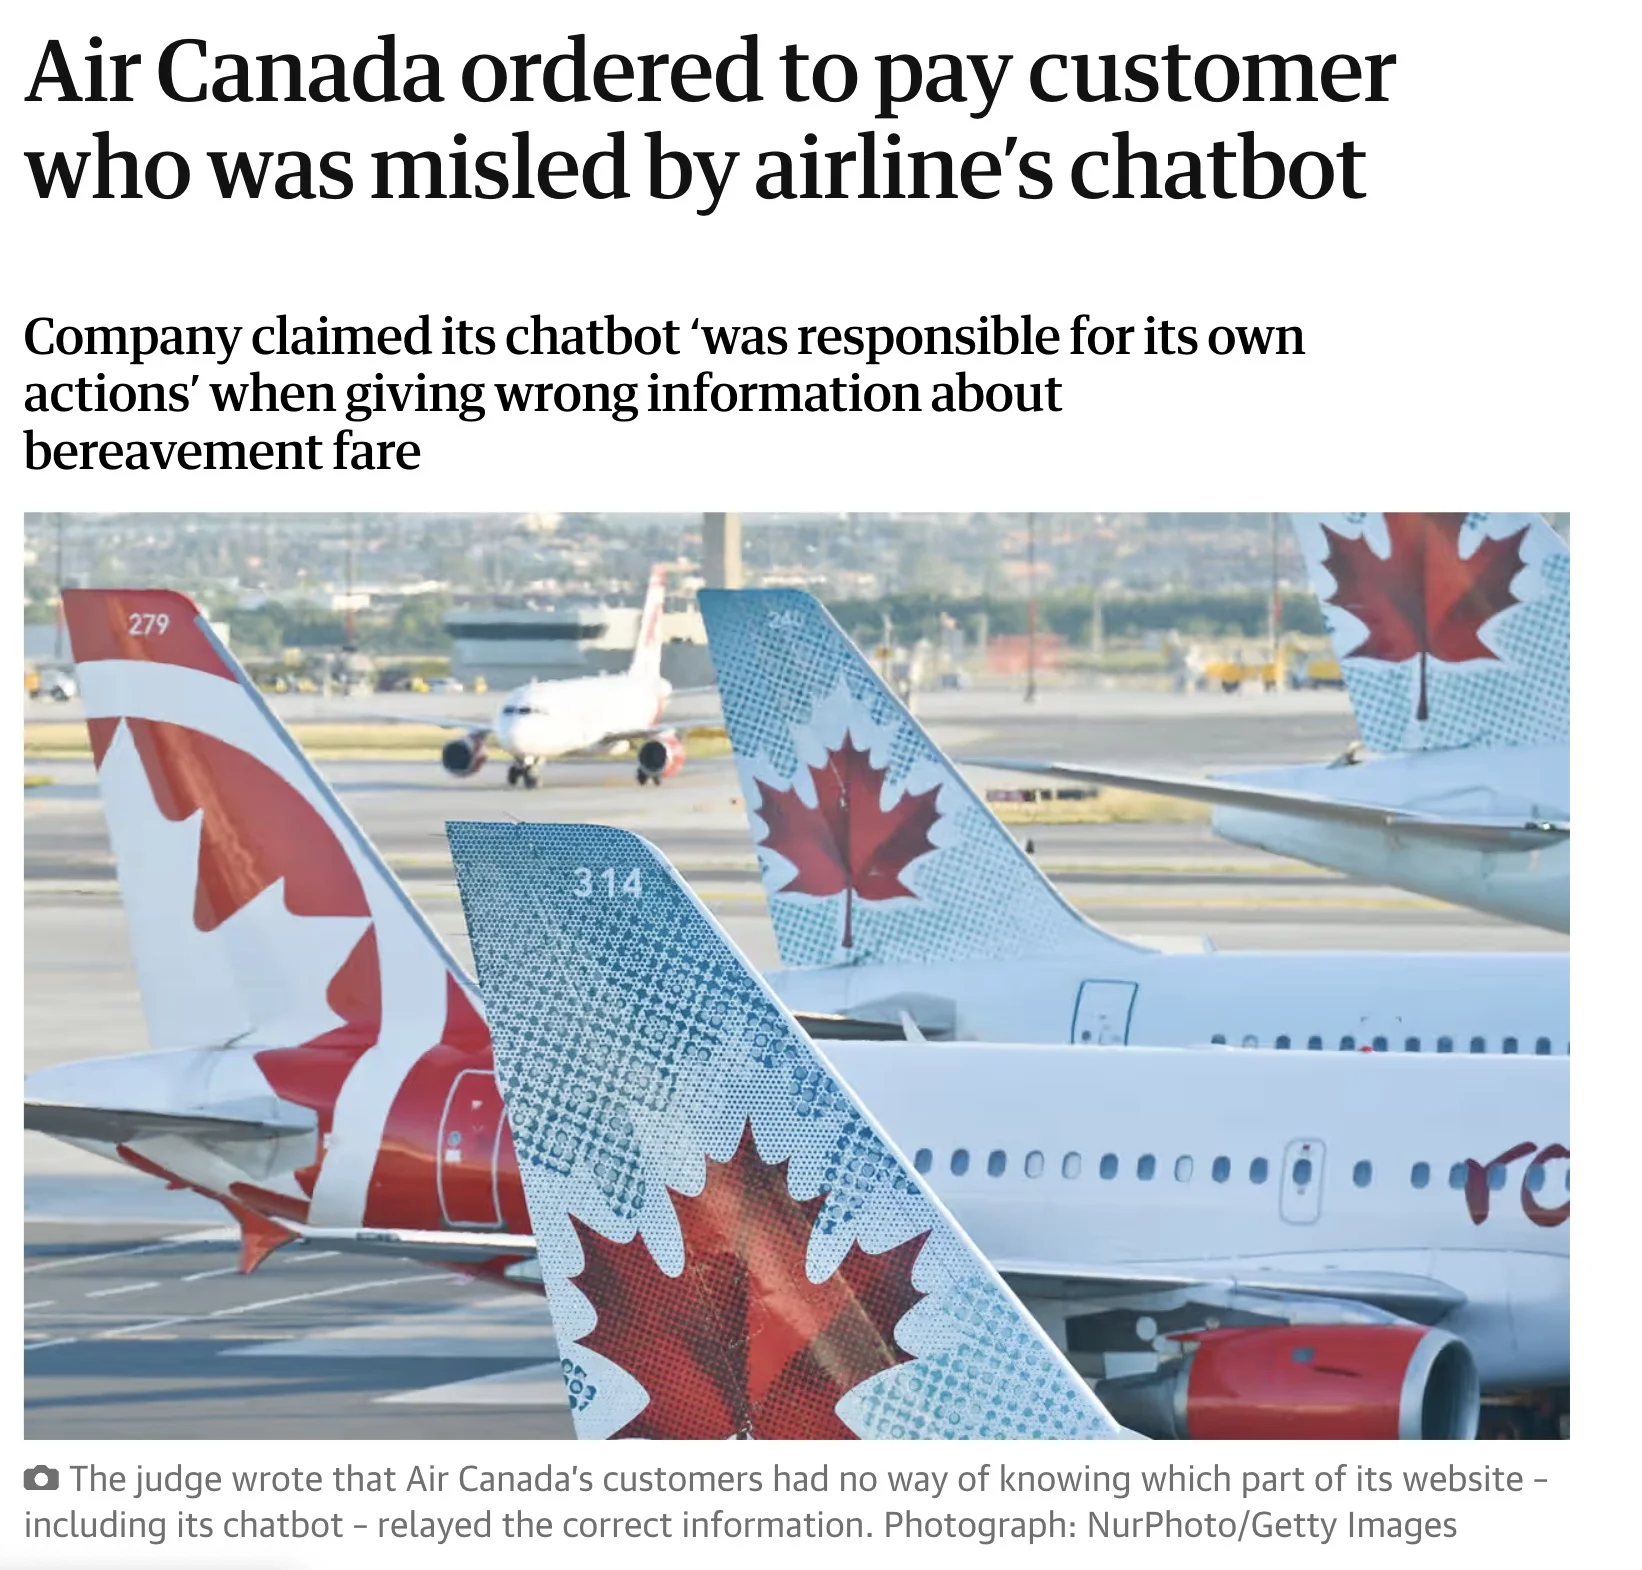 Air Canada ordered to pay customer
who was misled by airline’s chatbot
Company claimed its chatbot ‘was responsible for its own
actions’ when giving wrong information about
bereavement fare
279
240
314
The judge wrote that Air Canada’s customers had no way of knowing which part of its website –
including its chatbot – relayed the correct information. Photograph: NurPhoto/Getty Images